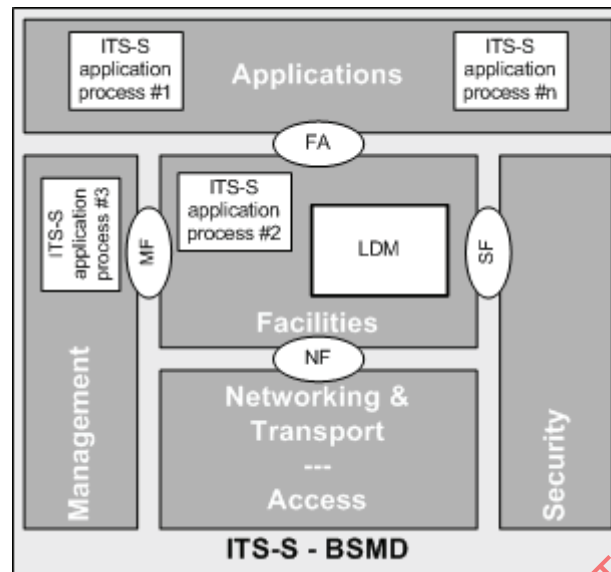 ITS-S
application
process #1
Applications
ITS-S
application
process #n
FA
ITS-S
application
process #3
MF
ITS-S
application
process #2
LDM
SF
Facilities
NF
Management
Networking &
Transport
---
Access
Security
ITS-S - BSMD